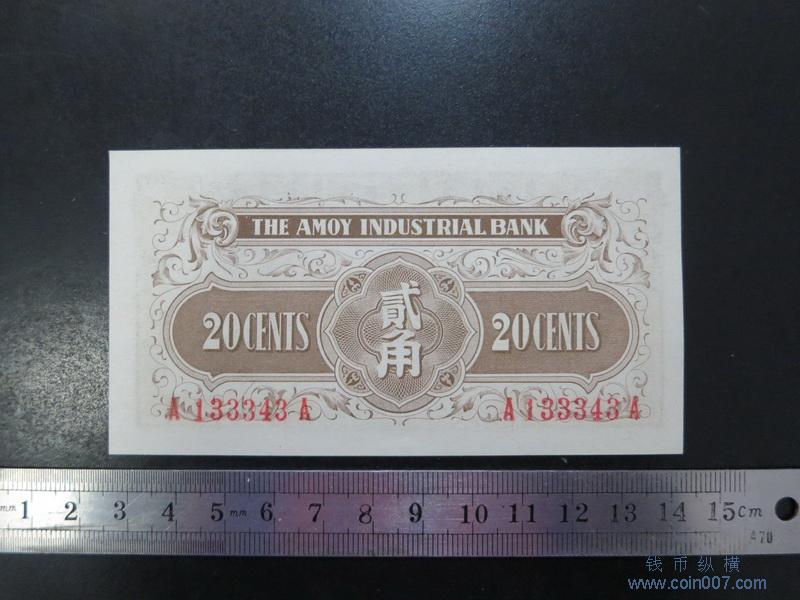 THE AMOY INDUSTRIAL BANK
20 CENTS 貳角 20 CENTS
A 133343 A A 133343 A
mm 1 2 3 4 5 mm 6 7 8 9 10 11 12 13 14 15 cm
A70
钱币纵横
www.coin007.com